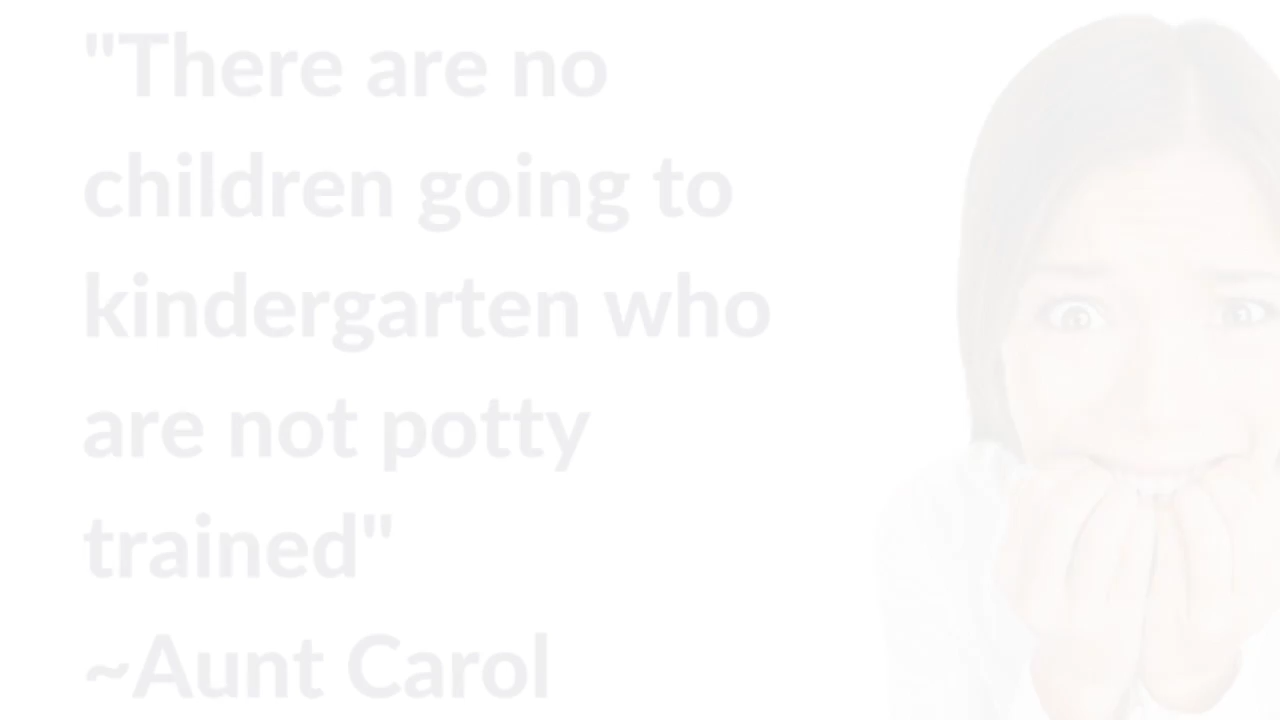 "There are no
children going to
kindergarten who
are not potty
trained"
~Aunt Carol